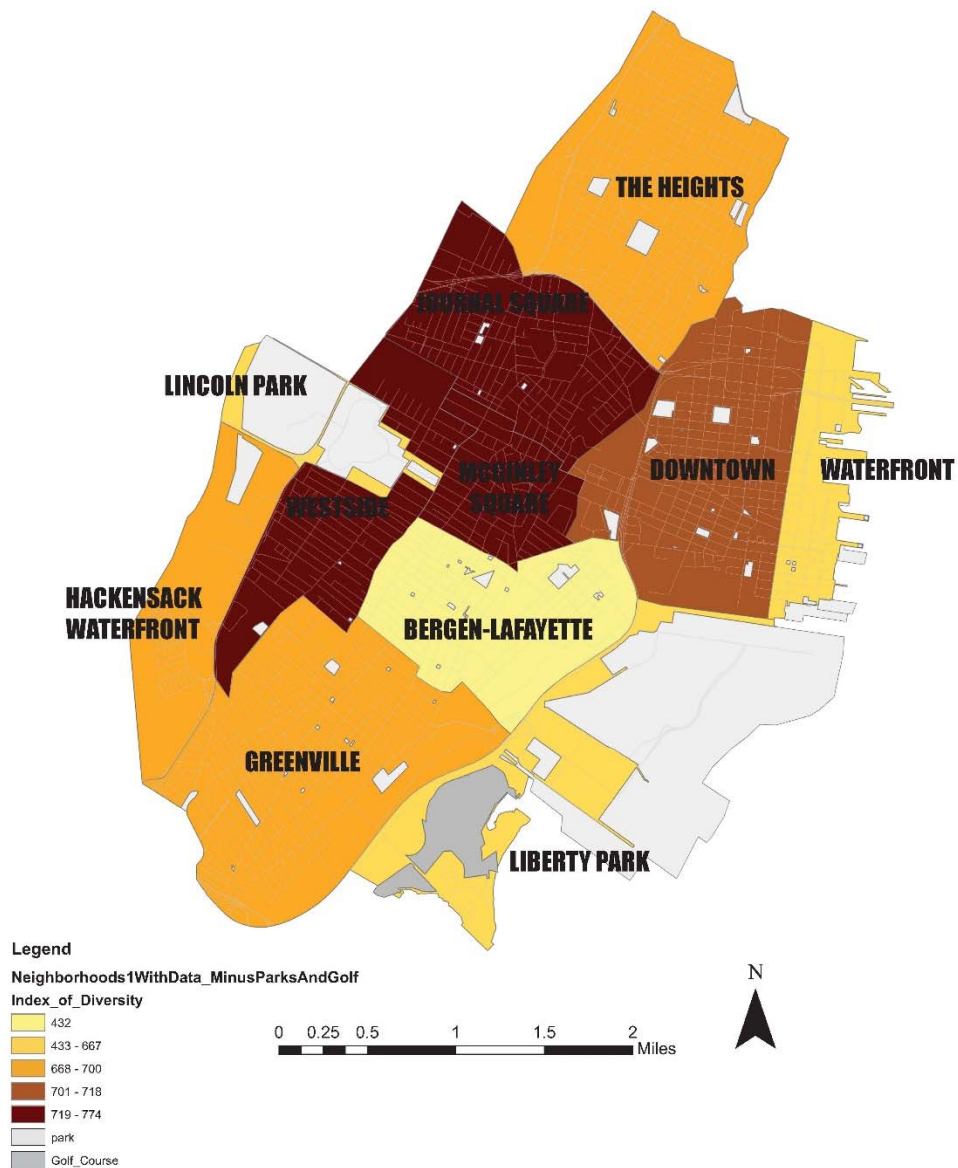 THE HEIGHTS
JOURNAL SQUARE
LINCOLN PARK
MCGINLEY
SQUARE
DOWNTOWN
WATERFRONT
WESTSIDE
HACKENSACK
WATERFRONT
BERGEN-LAFAYETTE
GREENVILLE
LIBERTY PARK
Legend
Neighborhoods1WithData_MinusParksAndGolf
Index_of_Diversity
432
433 - 667
668 - 700
701 - 718
719 - 774
park
Golf_Course
0 0.25 0.5 1 1.5 2
Miles
N